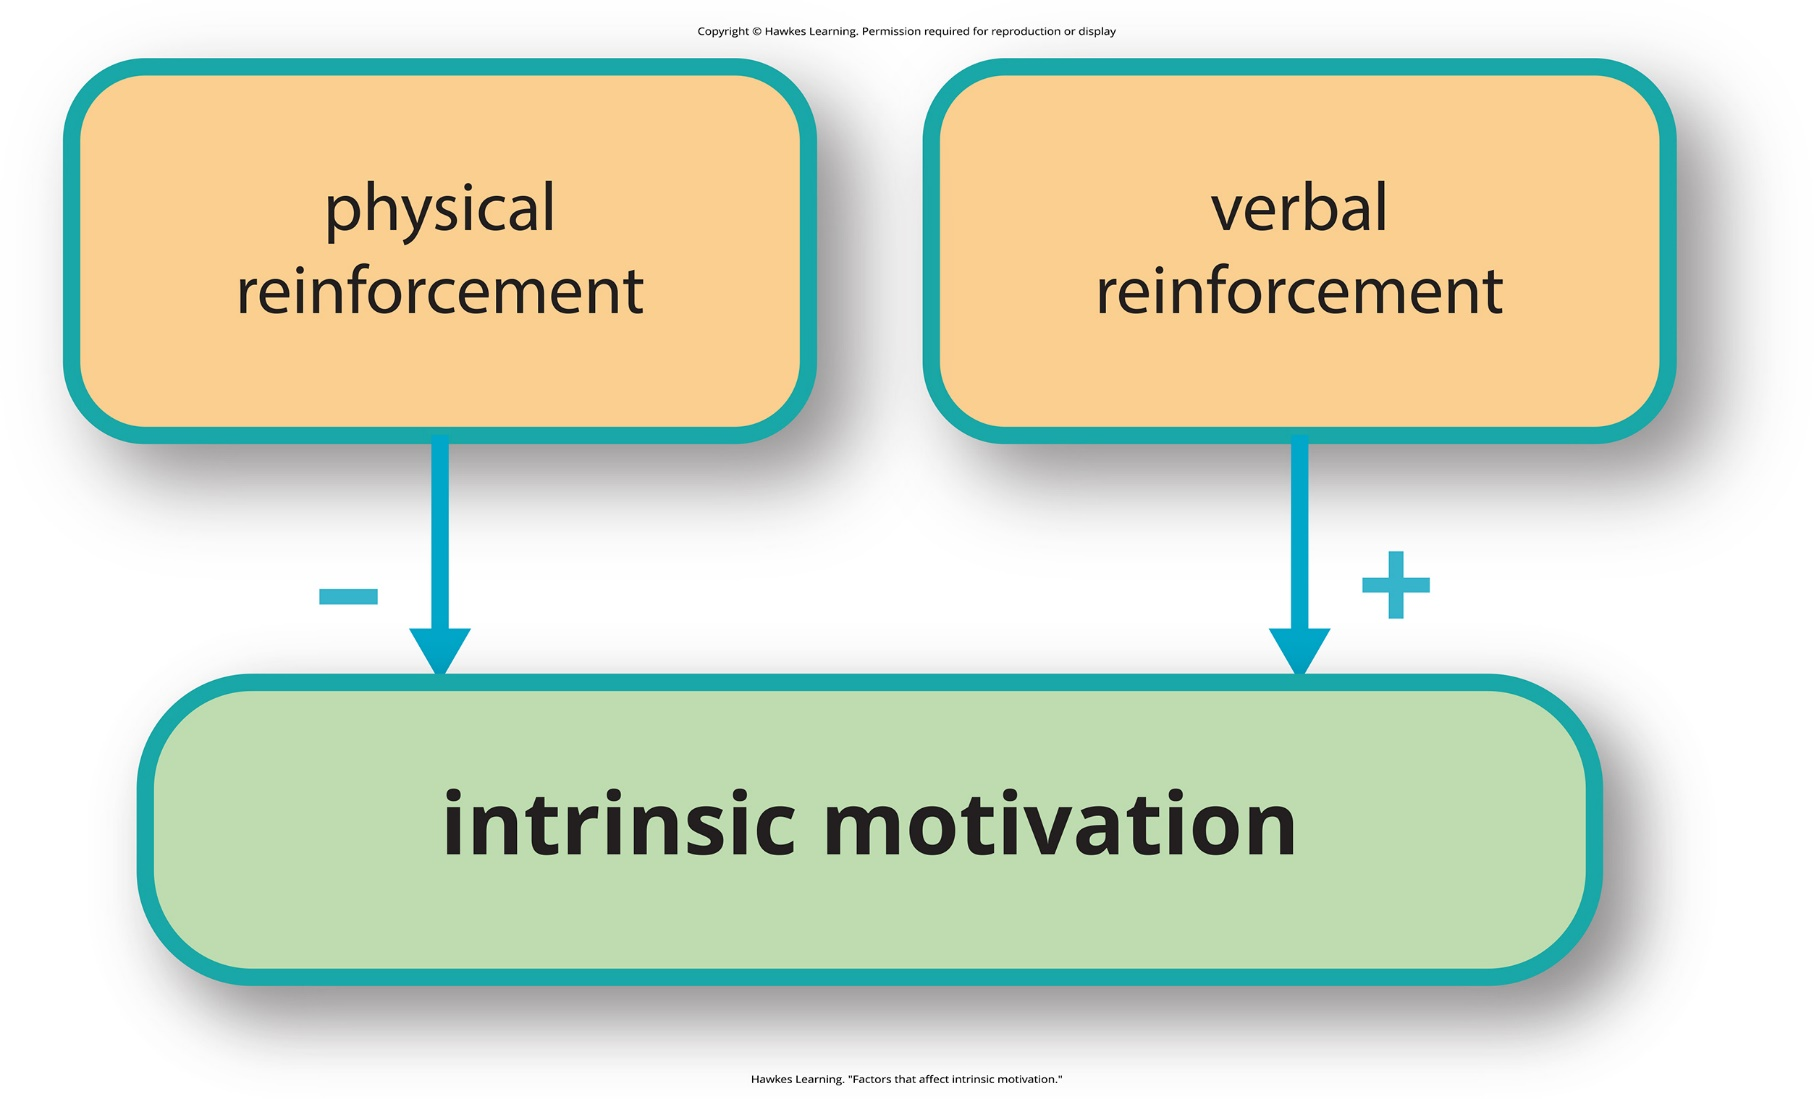 Copyright © Hawkes Learning. Permission required for reproduction or display
physical
reinforcement
verbal
reinforcement
–
+
intrinsic motivation
Hawkes Learning. "Factors that affect intrinsic motivation."